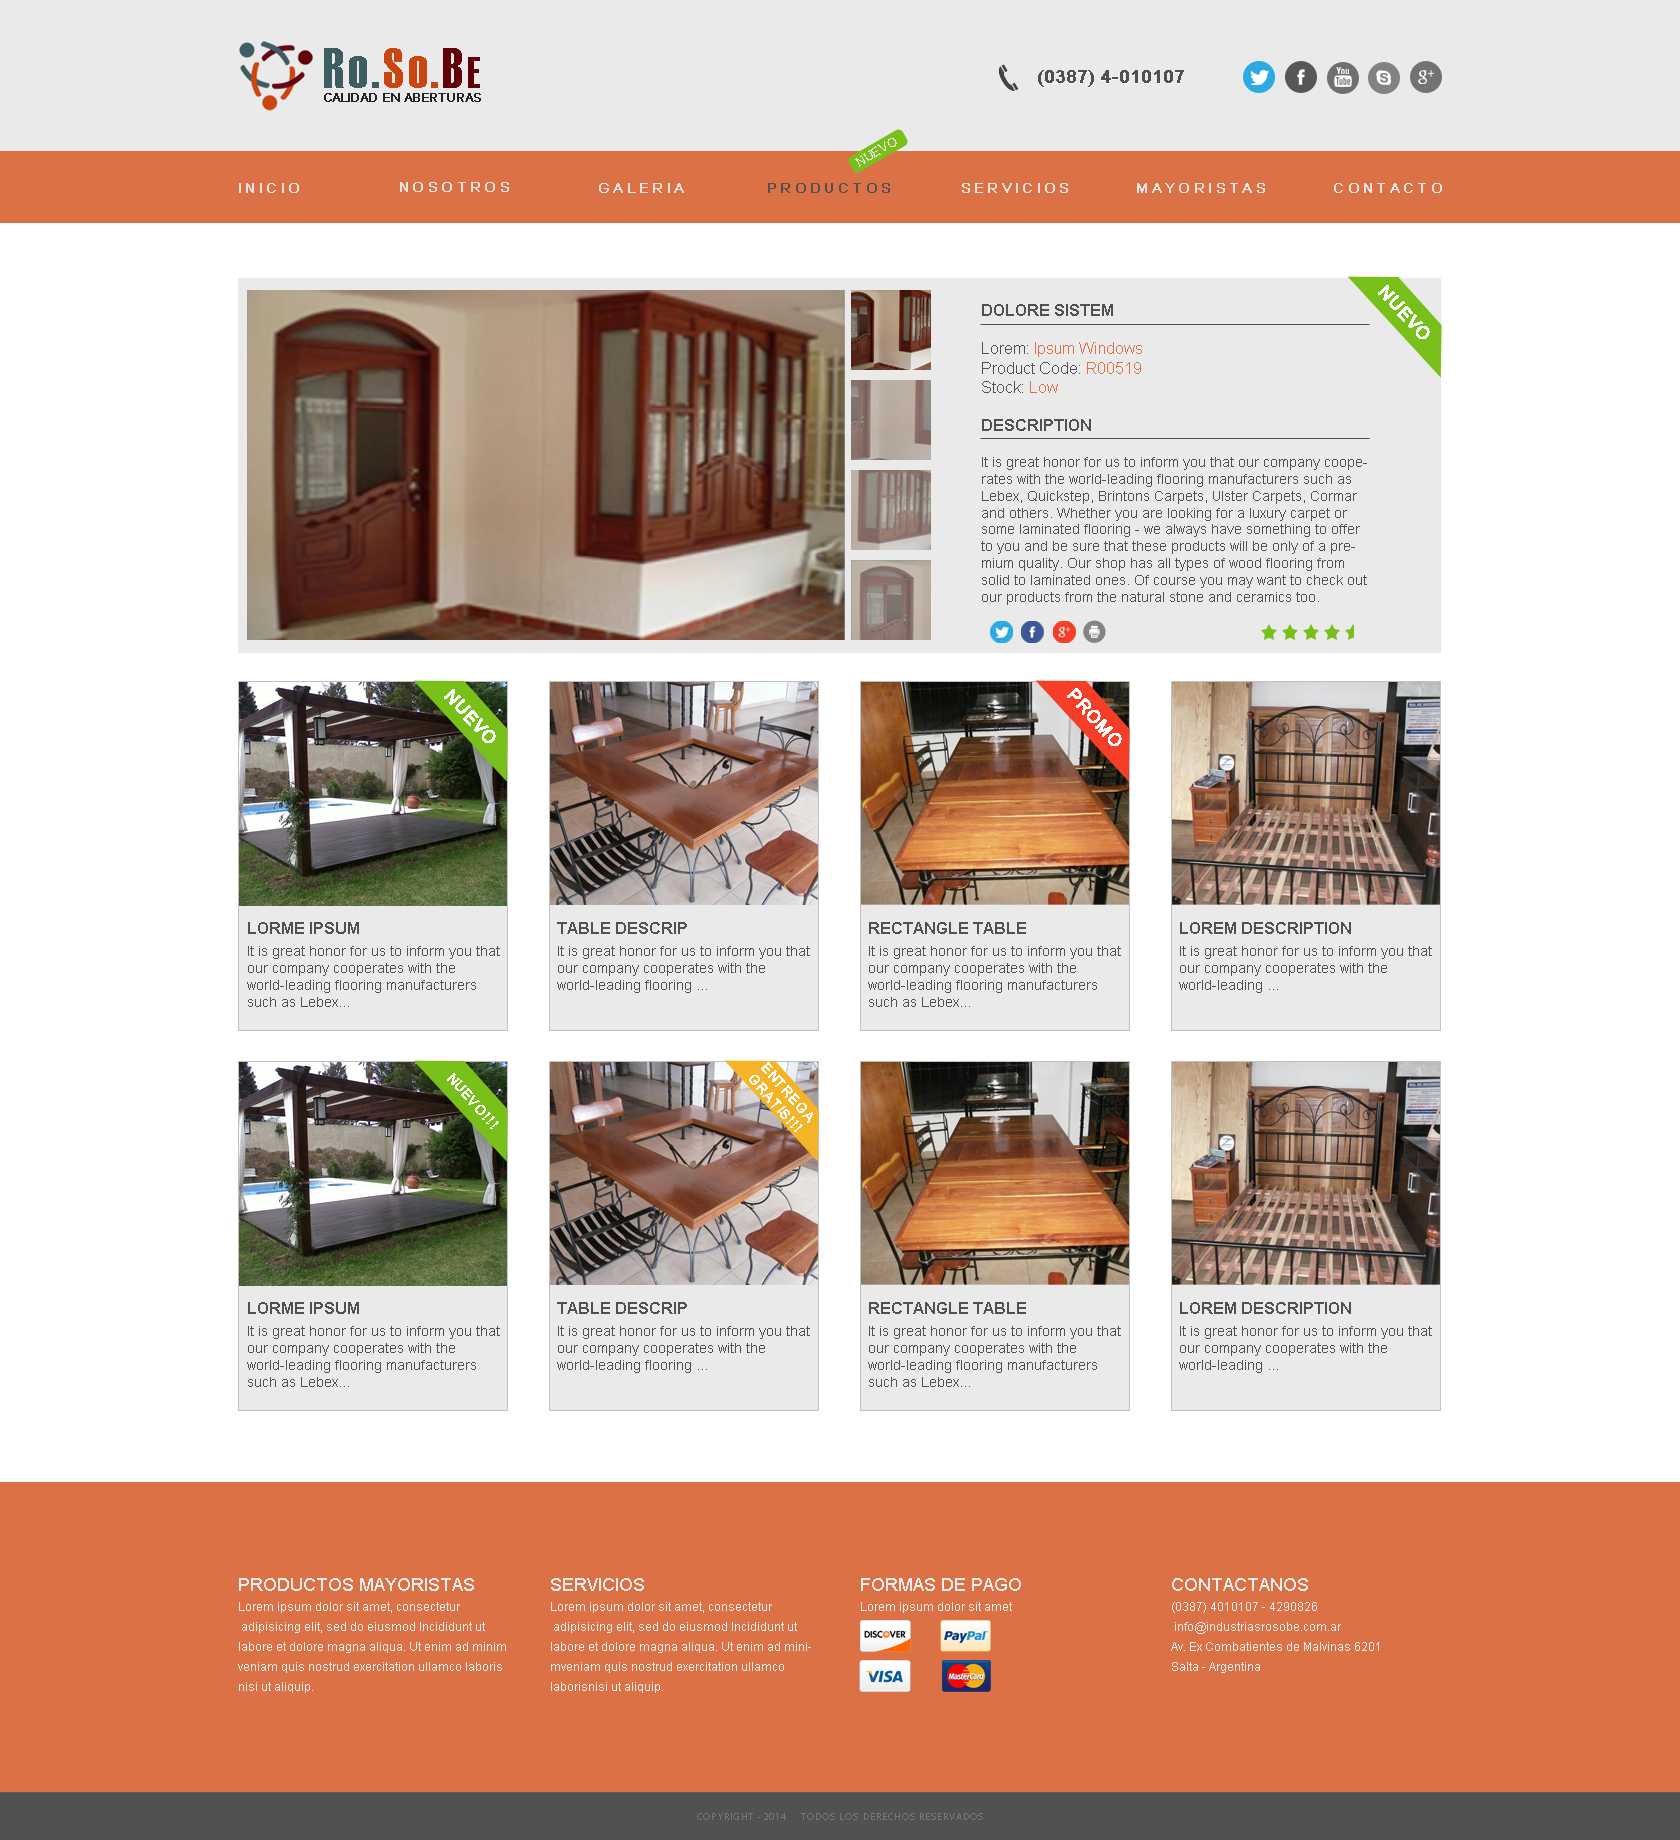 Ro.So.Be
CALIDAD EN ABERTURAS
(0387) 4-010107
You
Tube
NUEVO
INICIO
NOSOTROS
GALERIA
PRODUCTOS
SERVICIOS
MAYORISTAS
CONTACTO
NUEVO
DOLORE SISTEM
Lorem: Ipsum Windows
Product Code: R00519
Stock: Low
DESCRIPTION
It is great honor for us to inform you that our company coope-
rates with the world-leading flooring manufacturers such as
Lebex, Quickstep, Brintons Carpets, Ulster Carpets, Cormar
and others. Whether you are looking for a luxury carpet or
some laminated flooring - we always have something to offer
to you and be sure that these products will be only of a pre-
mium quality. Our shop has all types of wood flooring from
solid to laminated ones. Of course you may want to check out
our products from the natural stone and ceramics too.
NUEVO
LORME IPSUM
It is great honor for us to inform you that
our company cooperates with the
world-leading flooring manufacturers
such as Lebex...
TABLE DESCRIP
It is great honor for us to inform you that
our company cooperates with the
world-leading flooring ...
PROMO
RECTANGLE TABLE
It is great honor for us to inform you that
our company cooperates with the
world-leading flooring manufacturers
such as Lebex...
LOREM DESCRIPTION
It is great honor for us to inform you that
our company cooperates with the
world-leading ...
NUEVO!!!
LORME IPSUM
It is great honor for us to inform you that
our company cooperates with the
world-leading flooring manufacturers
such as Lebex...
ENTREGA
GRATIS!!!!
TABLE DESCRIP
It is great honor for us to inform you that
our company cooperates with the
world-leading flooring ...
RECTANGLE TABLE
It is great honor for us to inform you that
our company cooperates with the
world-leading flooring manufacturers
such as Lebex...
LOREM DESCRIPTION
It is great honor for us to inform you that
our company cooperates with the
world-leading ...
PRODUCTOS MAYORISTAS
Lorem ipsum dolor sit amet, consectetur
adipisicing elit, sed do eiusmod Incididunt ut
labore et dolore magna aliqua. Ut enim ad minim
veniam quis nostrud exercitation ullamco laboris
nisi ut aliquip.
SERVICIOS
Lorem ipsum dolor sit amet, consectetur
adipisicing elit, sed do eiusmod Incididunt ut
labore et dolore magna aliqua. Ut enim ad mini-
mveniam quis nostrud exercitation ullamco
laborisnisi ut aliquip.
FORMAS DE PAGO
Lorem ipsum dolor sit amet
DISCOVER
PayPal
VISA
MasterCard
CONTACTANOS
(0387) 4010107 - 4290826
info@industriasrosobe.com.ar
Av. Ex Combatientes de Malvinas 6201
Salta - Argentina
COPYRIGHT - 2014 TODOS LOS DERECHOS RESERVADOS